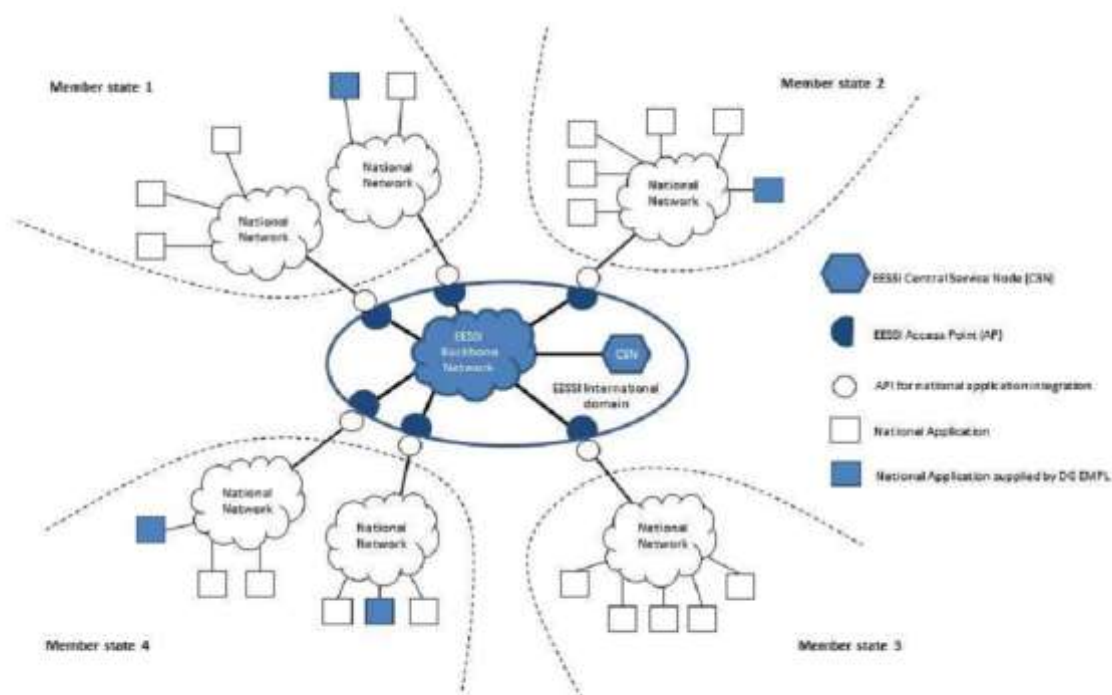 Member state 1
Member state 2
National
Network
National
Network
National
Network
EESSI
Backbone
Network
CSN
EESSI International
domain
EESSI Central Service Node (CSN)
EESSI Access Point (AP)
API for national application integration
National Application
National Application supplied by DG EMPL
National
Network
National
Network
National
Network
Member state 4
Member state 3